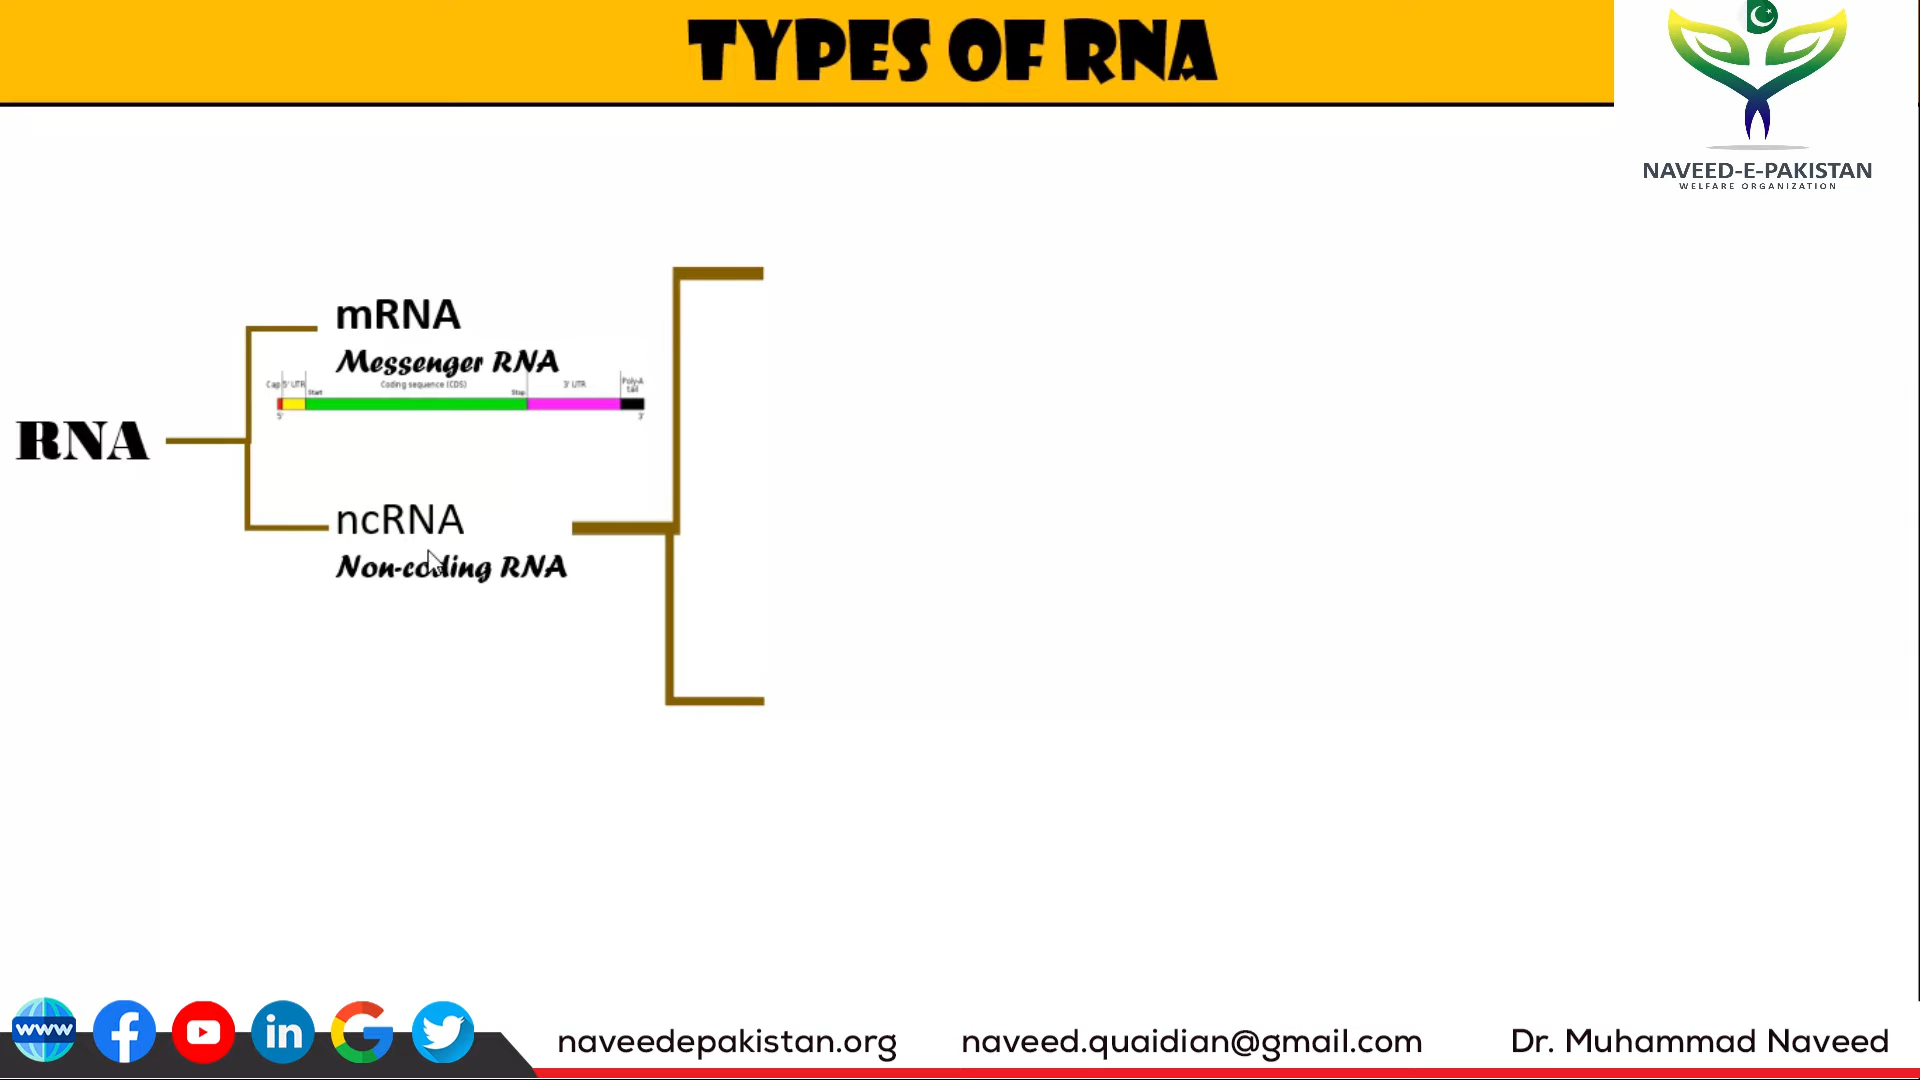 TYPES OF RNA
NAVEED-E-PAKISTAN
WELFARE ORGANIZATION
mRNA
Messenger RNA
Cap 5' UTR Coding sequence (CDS) 3' UTR Poly-A tail
Start Stop
5' 3'
RNA
ncRNA
Non-coding RNA
www
in
naveedepakistan.org naveed.quaidian@gmail.com Dr. Muhammad Naveed